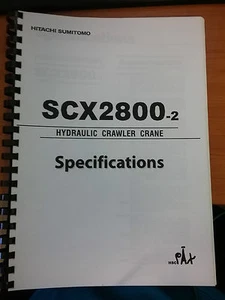 HITACHI SUMITOMO
SCX2800-2
HYDRAULIC CRAWLER CRANE
Specifications